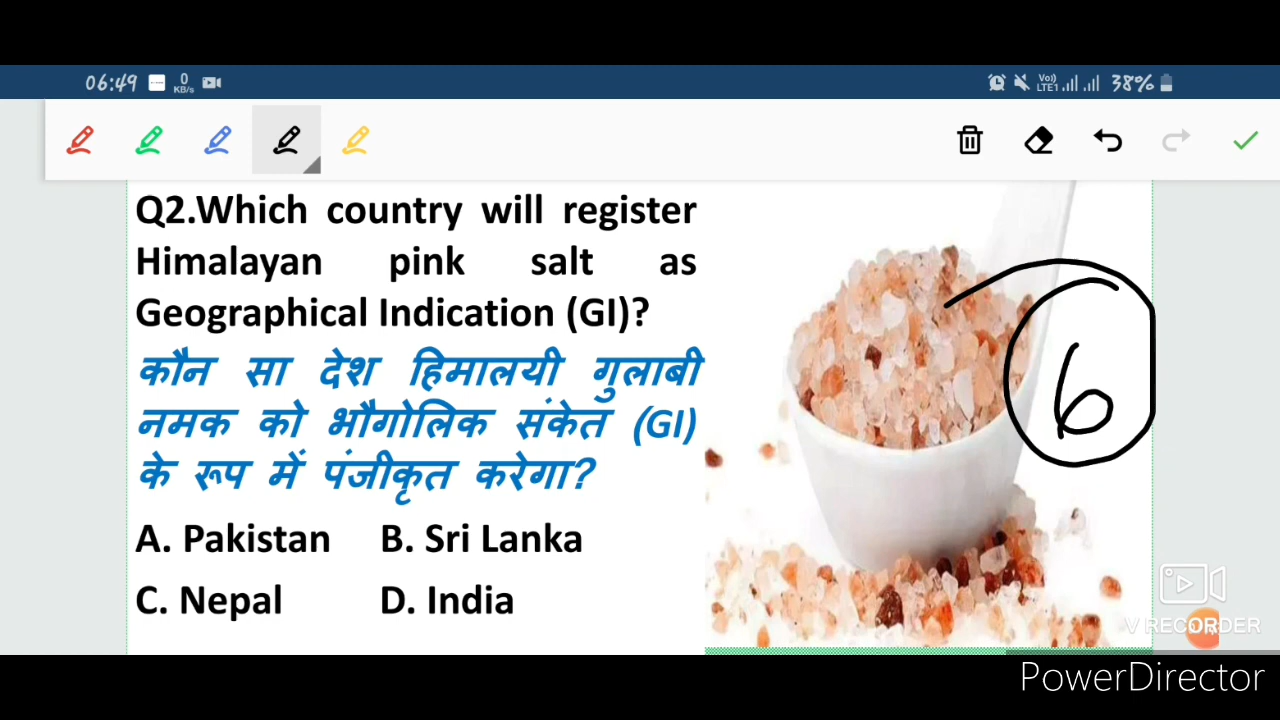 06:49 0 KB/s Vo) LTE1 38%
Q2.Which country will register
Himalayan pink salt as
Geographical Indication (GI)?
कौन सा देश हिमालयी गुलाबी
नमक को भौगोलिक संकेत (GI)
के रूप में पंजीकृत करेगा?
A. Pakistan B. Sri Lanka
C. Nepal D. India
6
V RECORDER
PowerDirector